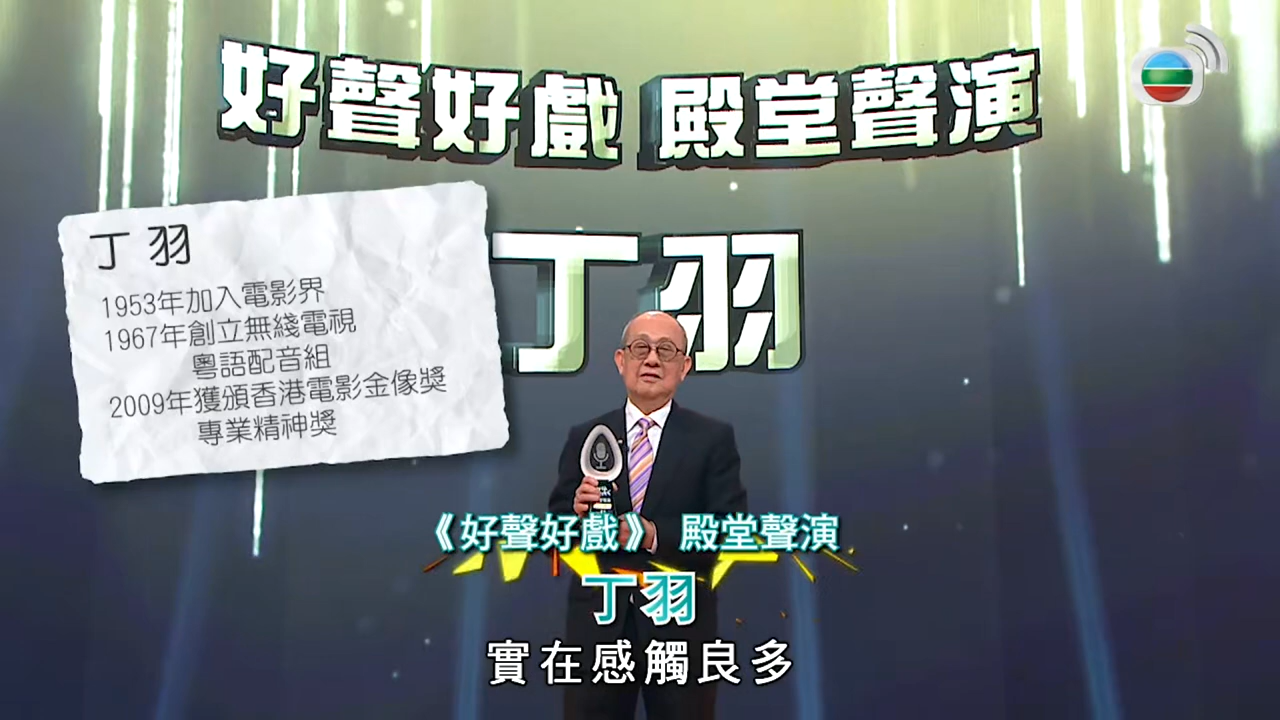 好聲好戲 殿堂聲演
丁羽
丁羽
1953年加入電影界
1967年創立無綫電視
粵語配音組
2009年獲頒香港電影金像獎
專業精神獎
《好聲好戲》 殿堂聲演
丁羽
實在感觸良多